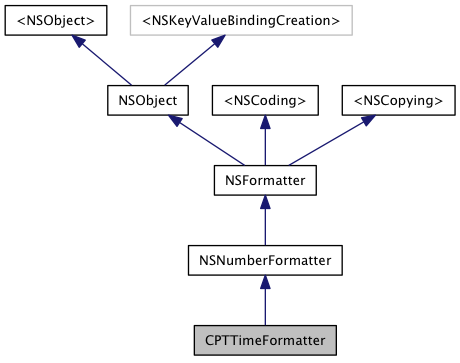 <NSObject>
<NSKeyValueBindingCreation>
NSObject
<NSCoding>
<NSCopying>
NSFormatter
NSNumberFormatter
CPTTimeFormatter